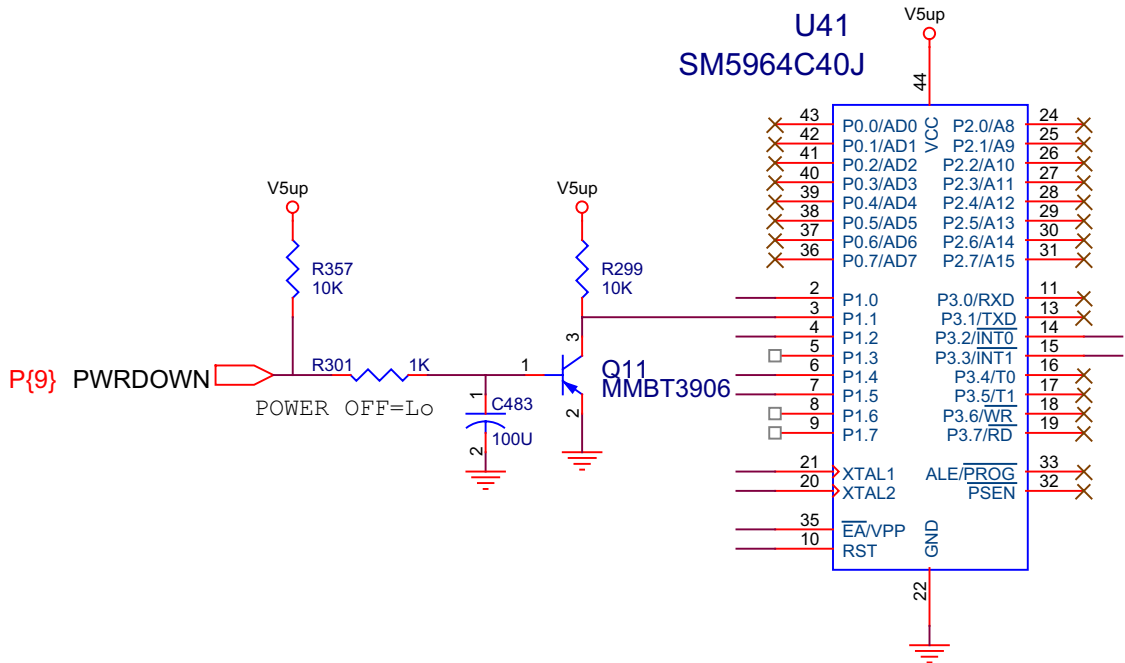 U41
SM5964C40J
V5up
44
VCC
43 P0.0/AD0
42 P0.1/AD1
41 P0.2/AD2
40 P0.3/AD3
39 P0.4/AD4
38 P0.5/AD5
37 P0.6/AD6
36 P0.7/AD7
P2.0/A8 24
P2.1/A9 25
P2.2/A10 26
P2.3/A11 27
P2.4/A12 28
P2.5/A13 29
P2.6/A14 30
P2.7/A15 31
2 P1.0
3 P1.1
4 P1.2
5 P1.3
6 P1.4
7 P1.5
8 P1.6
9 P1.7
P3.0/RXD 11
P3.1/TXD 13
P3.2/INT0 14
P3.3/INT1 15
P3.4/T0 16
P3.5/T1 17
P3.6/WR 18
P3.7/RD 19
21 XTAL1
20 XTAL2
ALE/PROG 33
PSEN 32
35 EA/VPP
10 RST
GND
22
V5up
R357
10K
V5up
R299
10K
P{9} PWRDOWN
R301 1K
POWER OFF=Lo
1
C483
100U
2
1
3
2
Q11
MMBT3906